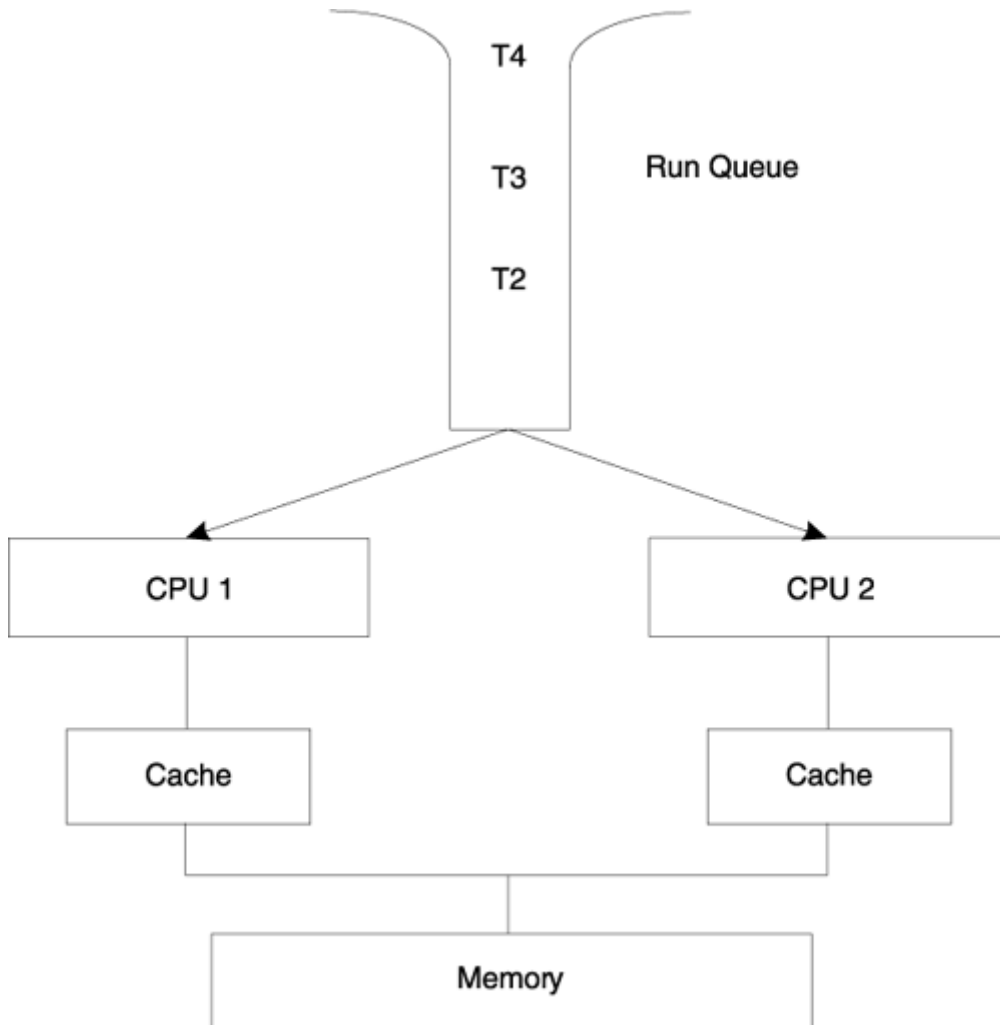 T4
T3
Run Queue
T2
CPU 1
CPU 2
Cache
Cache
Memory